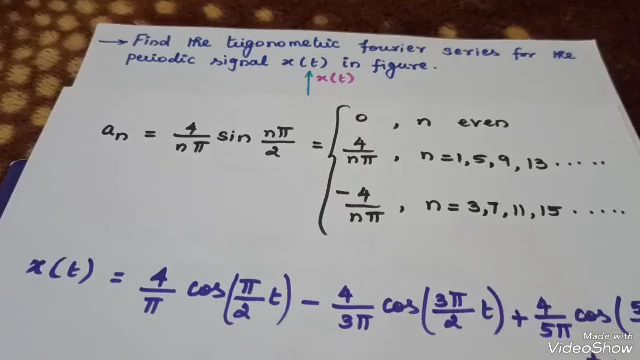 → Find the trigonometric fourier series for the
periodic signal x(t) in figure.
↑x(t)
aₙ = 4/nπ sin nπ/2 = { 0 , n even
4/nπ , n=1,5,9,13 .....
-4/nπ , n=3,7,11,15 .....
x(t) = 4/π cos(π/2 t) - 4/3π cos(3π/2 t) + 4/5π cos(
Made with
VideoShow